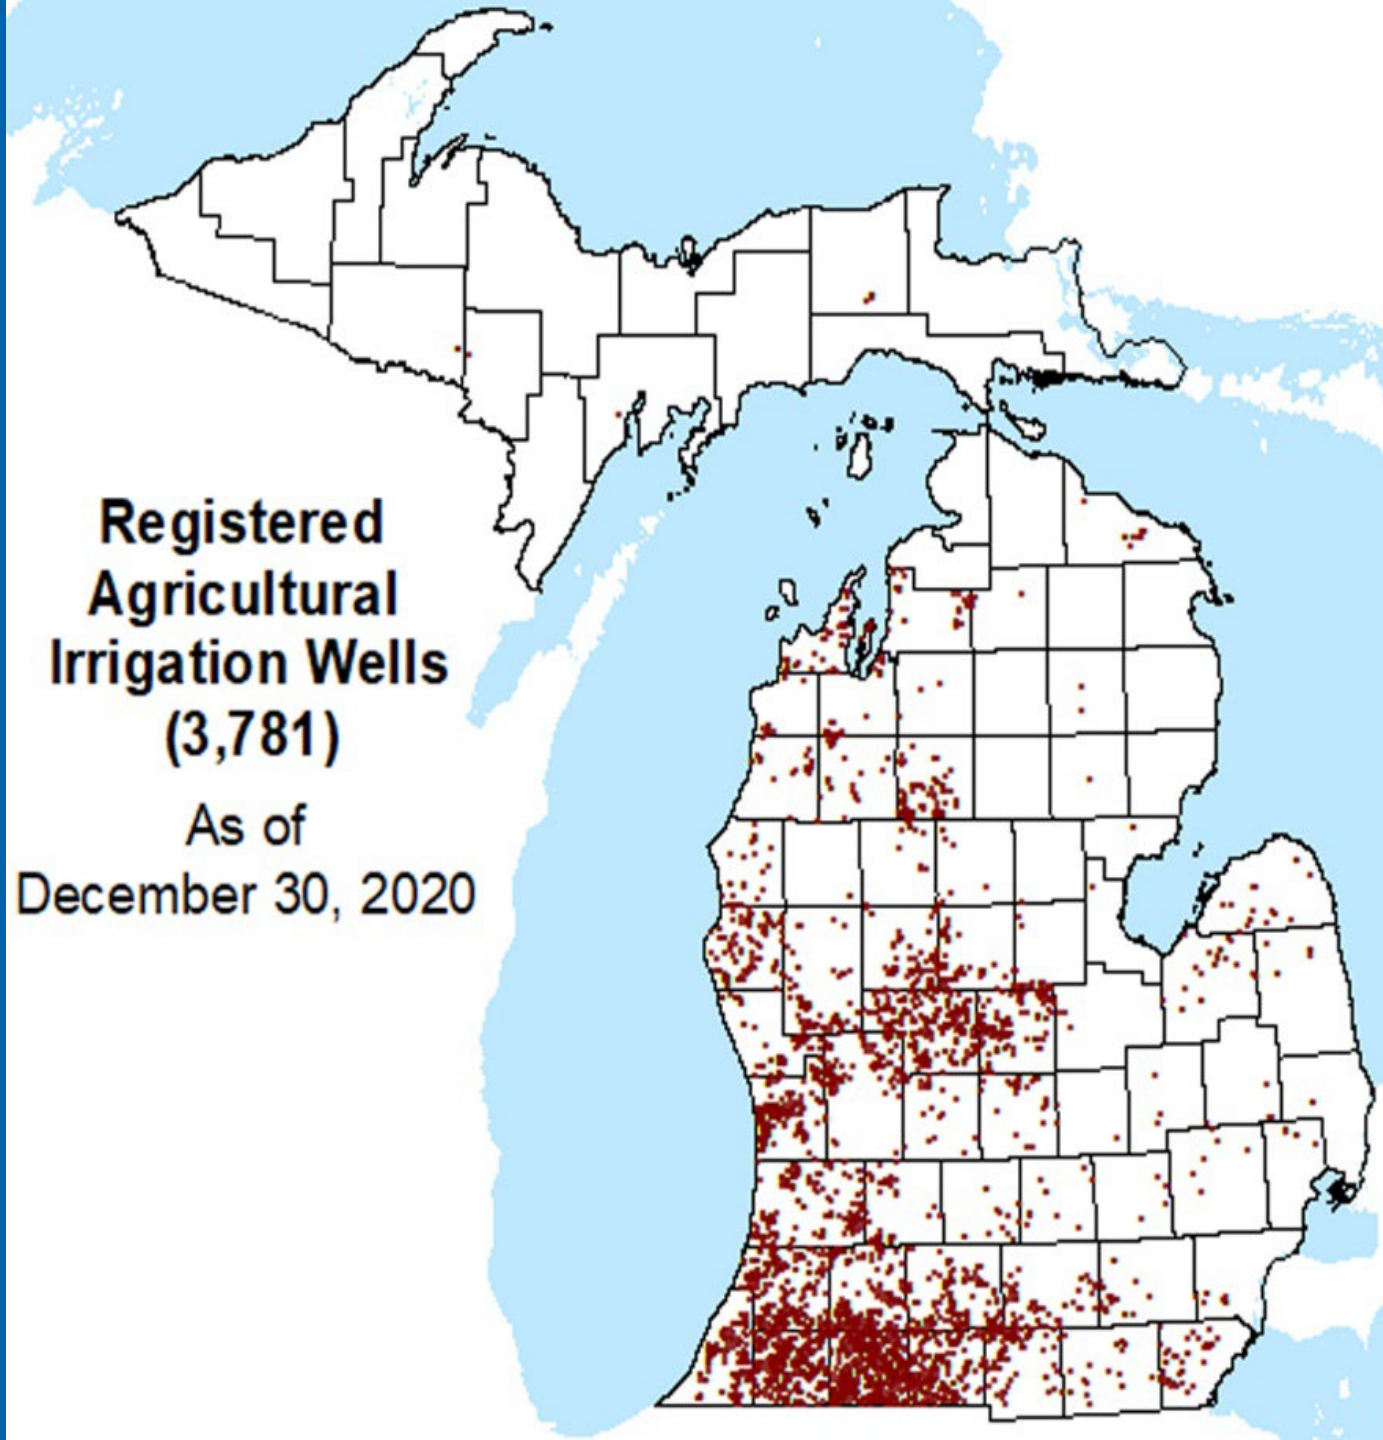 Registered
Agricultural
Irrigation Wells
(3,781)
As of
December 30, 2020